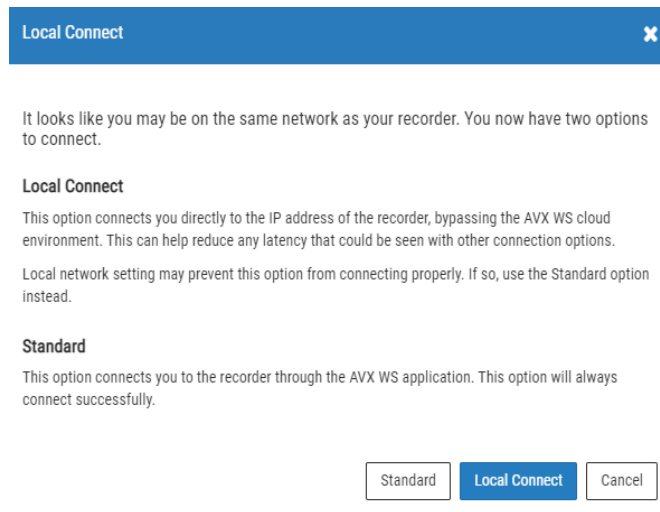 Local Connect
It looks like you may be on the same network as your recorder. You now have two options
to connect.
Local Connect
This option connects you directly to the IP address of the recorder, bypassing the AVX WS cloud
environment. This can help reduce any latency that could be seen with other connection options.
Local network setting may prevent this option from connecting properly. If so, use the Standard option
instead.
Standard
This option connects you to the recorder through the AVX WS application. This option will always
connect successfully.
Standard Local Connect Cancel